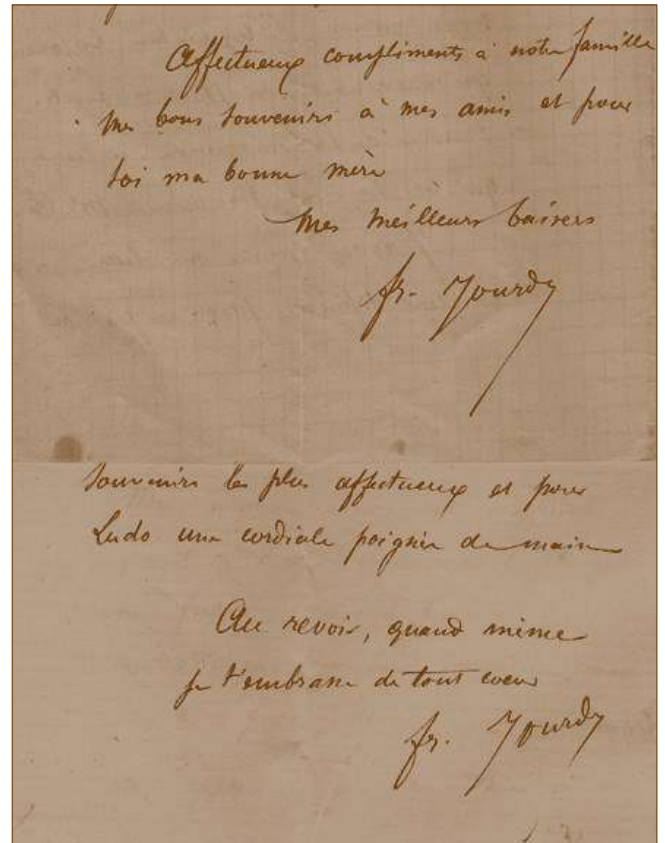 Affectueux compliments à notre famille
Mes bons souvenirs à mes amis et pour
toi ma bonne mère
Mes meilleurs baisers
fr. Jourdy
souvenirs les plus affectueux et pour
Ludo une cordiale poignée de main
Au revoir, quand même
je t'embrasse de tout coeur
fr. Jourdy